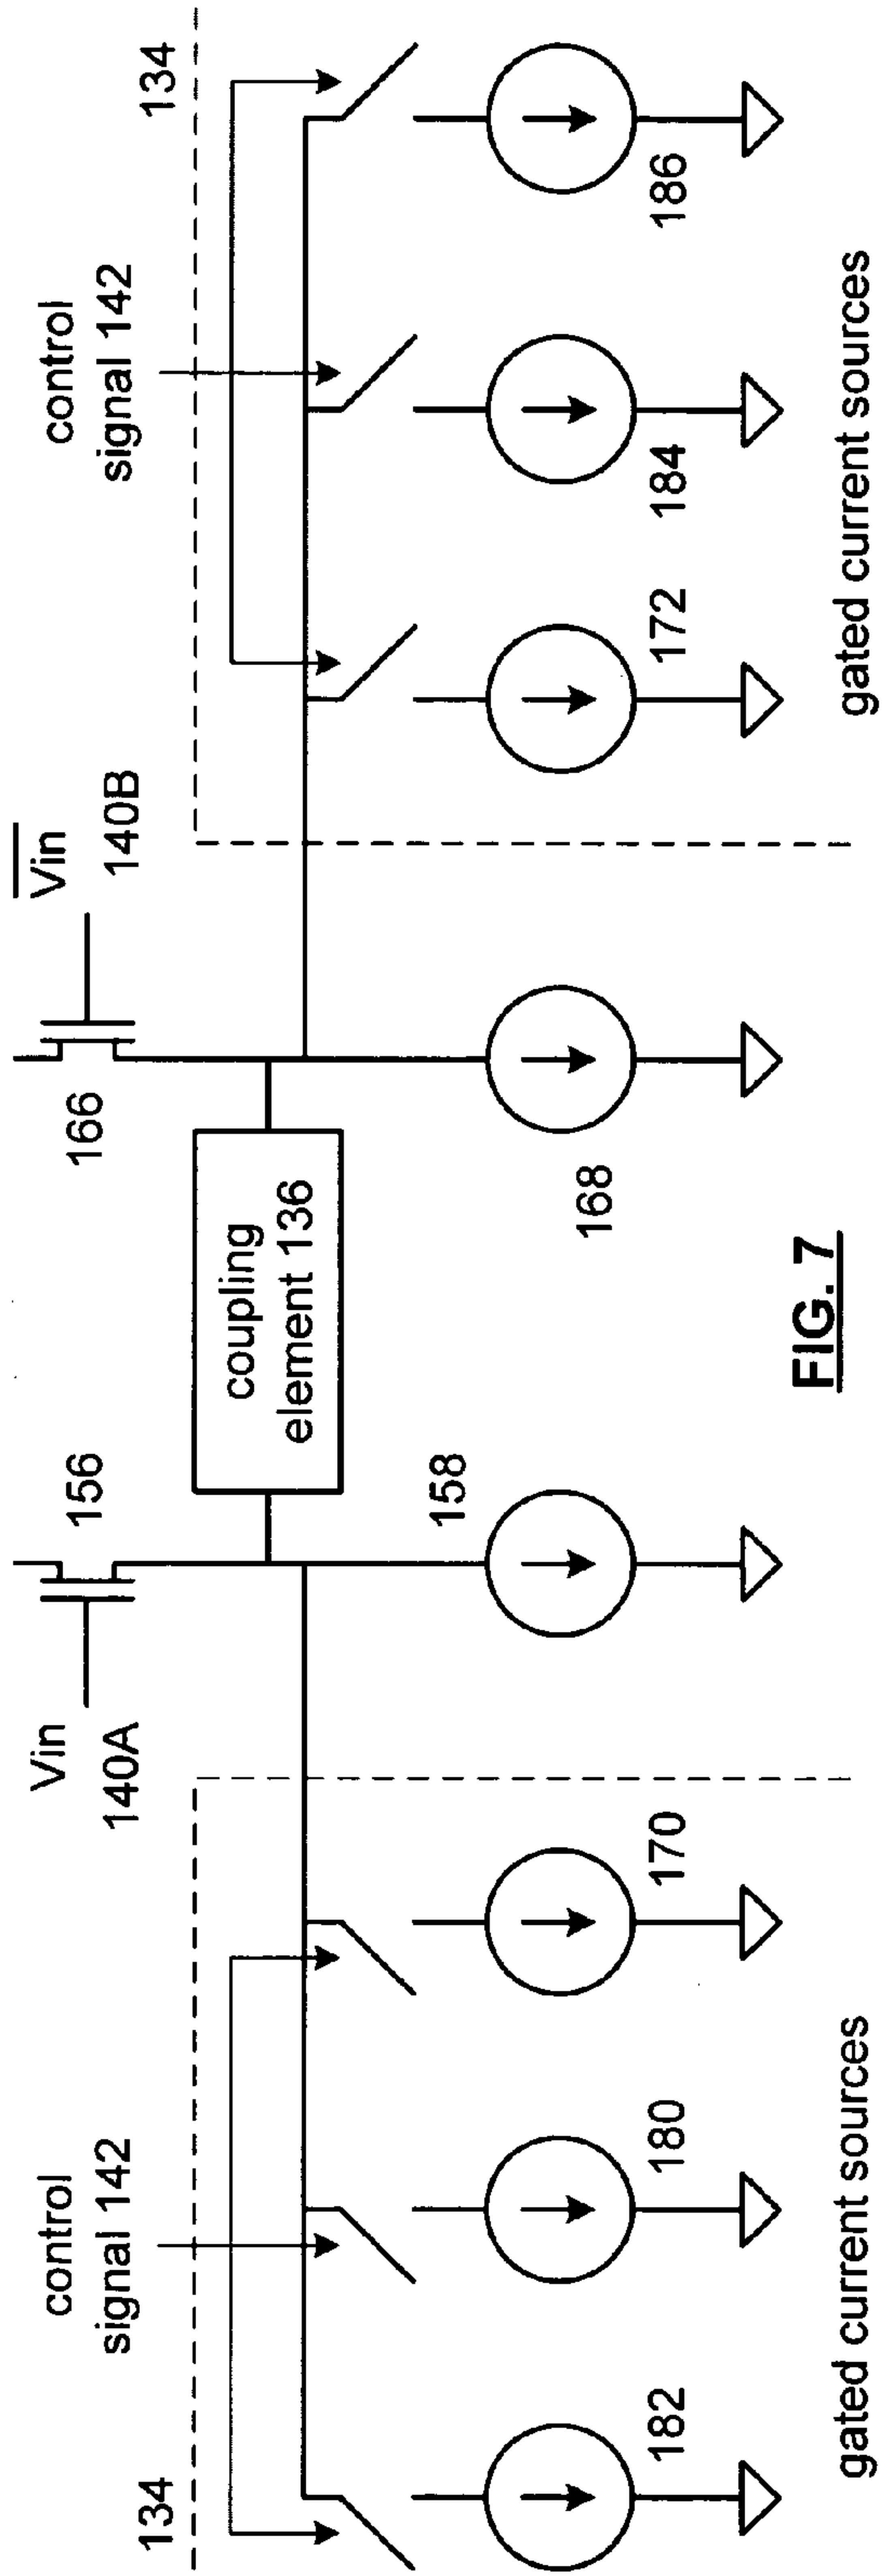 134
control
signal 142
182
180
170
gated current sources
Vin
140A
156
158
coupling
element 136
FIG. 7
166
168
Vin
140B
control
signal 142
134
172
184
186
gated current sources